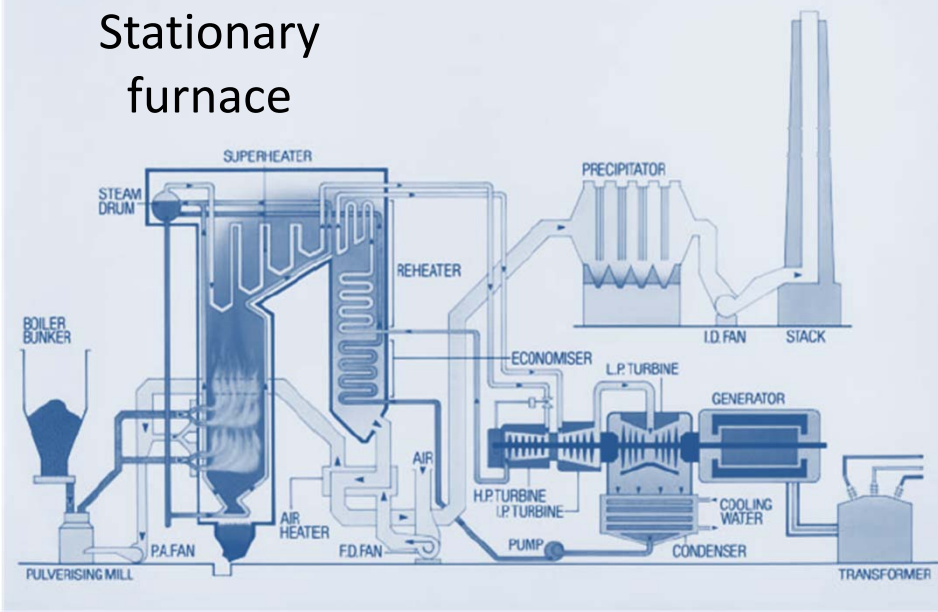 Stationary
furnace
SUPERHEATER
STEAM
DRUM
PRECIPITATOR
REHEATER
BOILER
BUNKER
I.D. FAN
STACK
ECONOMISER
L.P. TURBINE
GENERATOR
AIR
H.P. TURBINE
I.P. TURBINE
COOLING
WATER
AIR
HEATER
P.A. FAN
F.D. FAN
PUMP
CONDENSER
PULVERISING MILL
TRANSFORMER